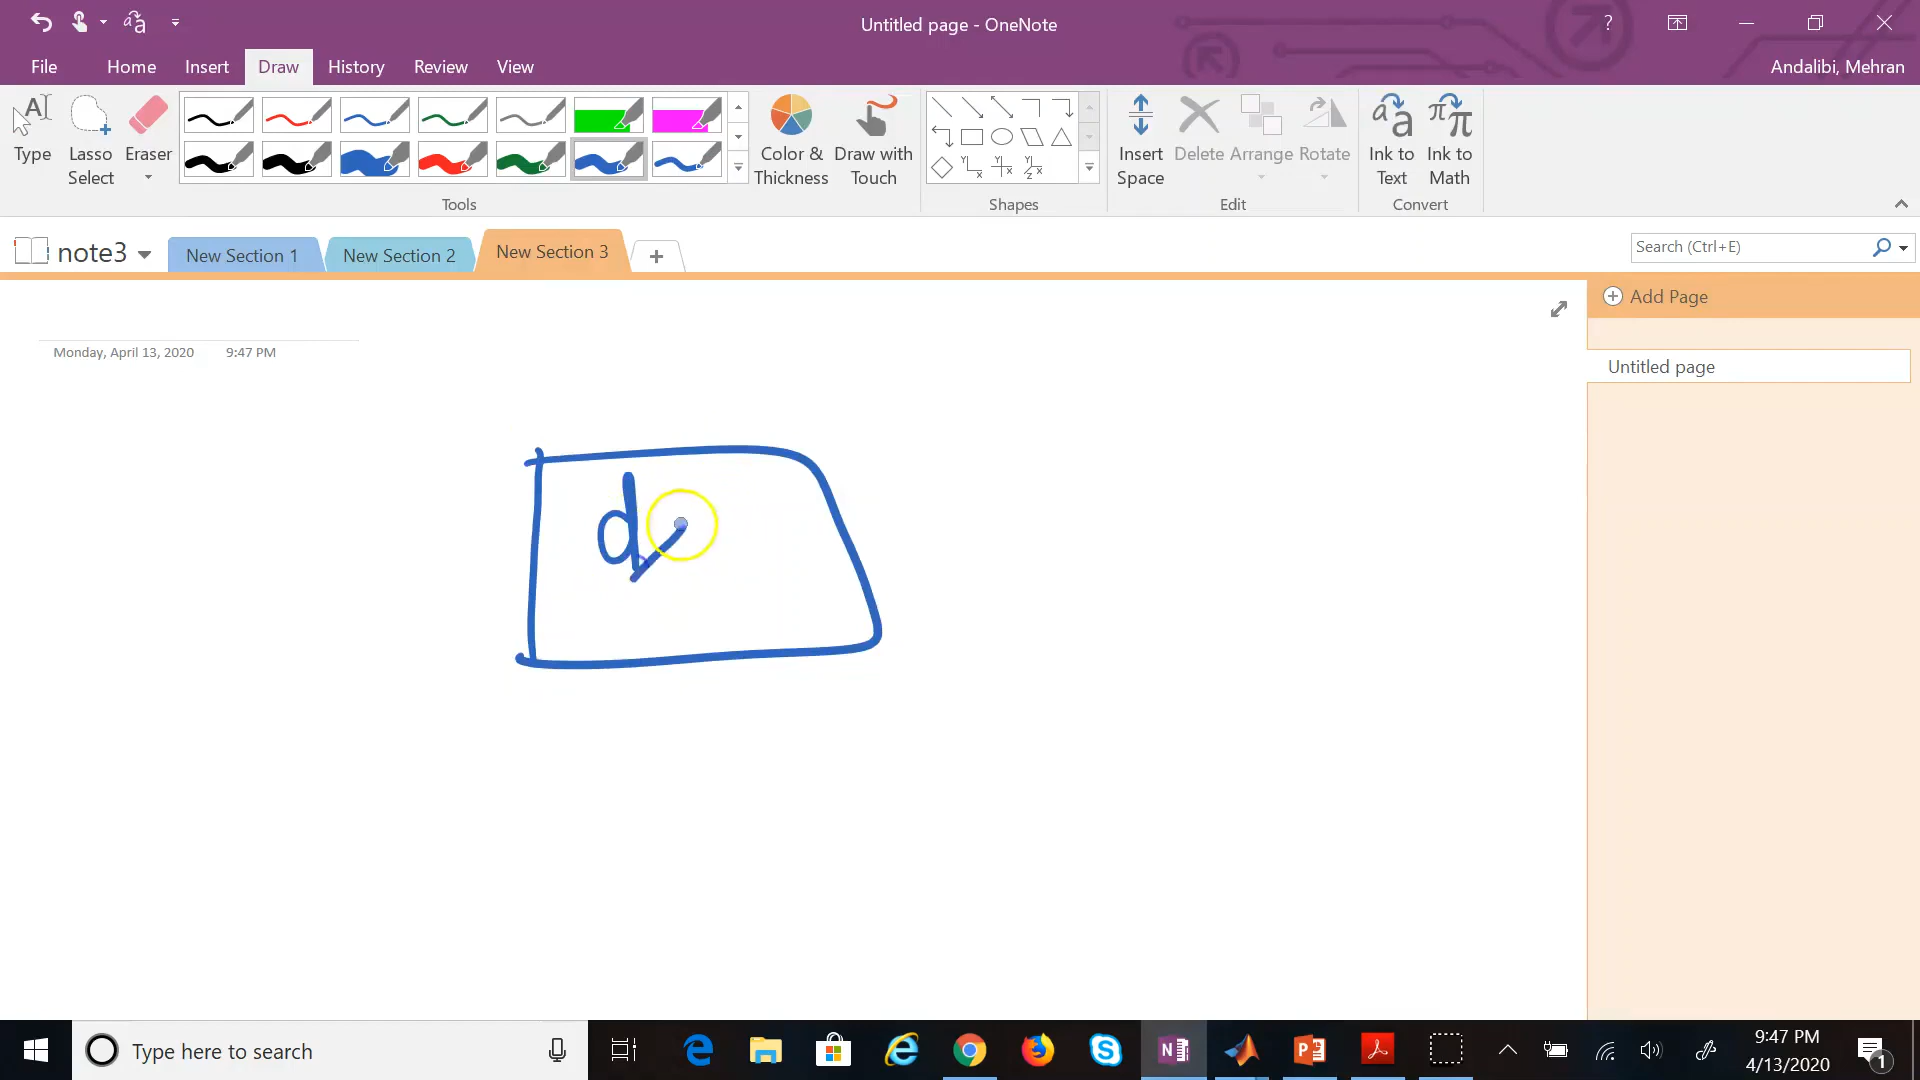 Untitled page - OneNote
?
File Home Insert Draw History Review View
Andalibi, Mehran
Type
Lasso Select
Eraser
Color & Thickness
Draw with Touch
Insert Space
Delete
Arrange
Rotate
Ink to Text
Ink to Math
Tools
Shapes
Edit
Convert
note3
New Section 1
New Section 2
New Section 3
Search (Ctrl+E)
Add Page
Monday, April 13, 2020 9:47 PM
Untitled page
d
Type here to search
9:47 PM
4/13/2020
1